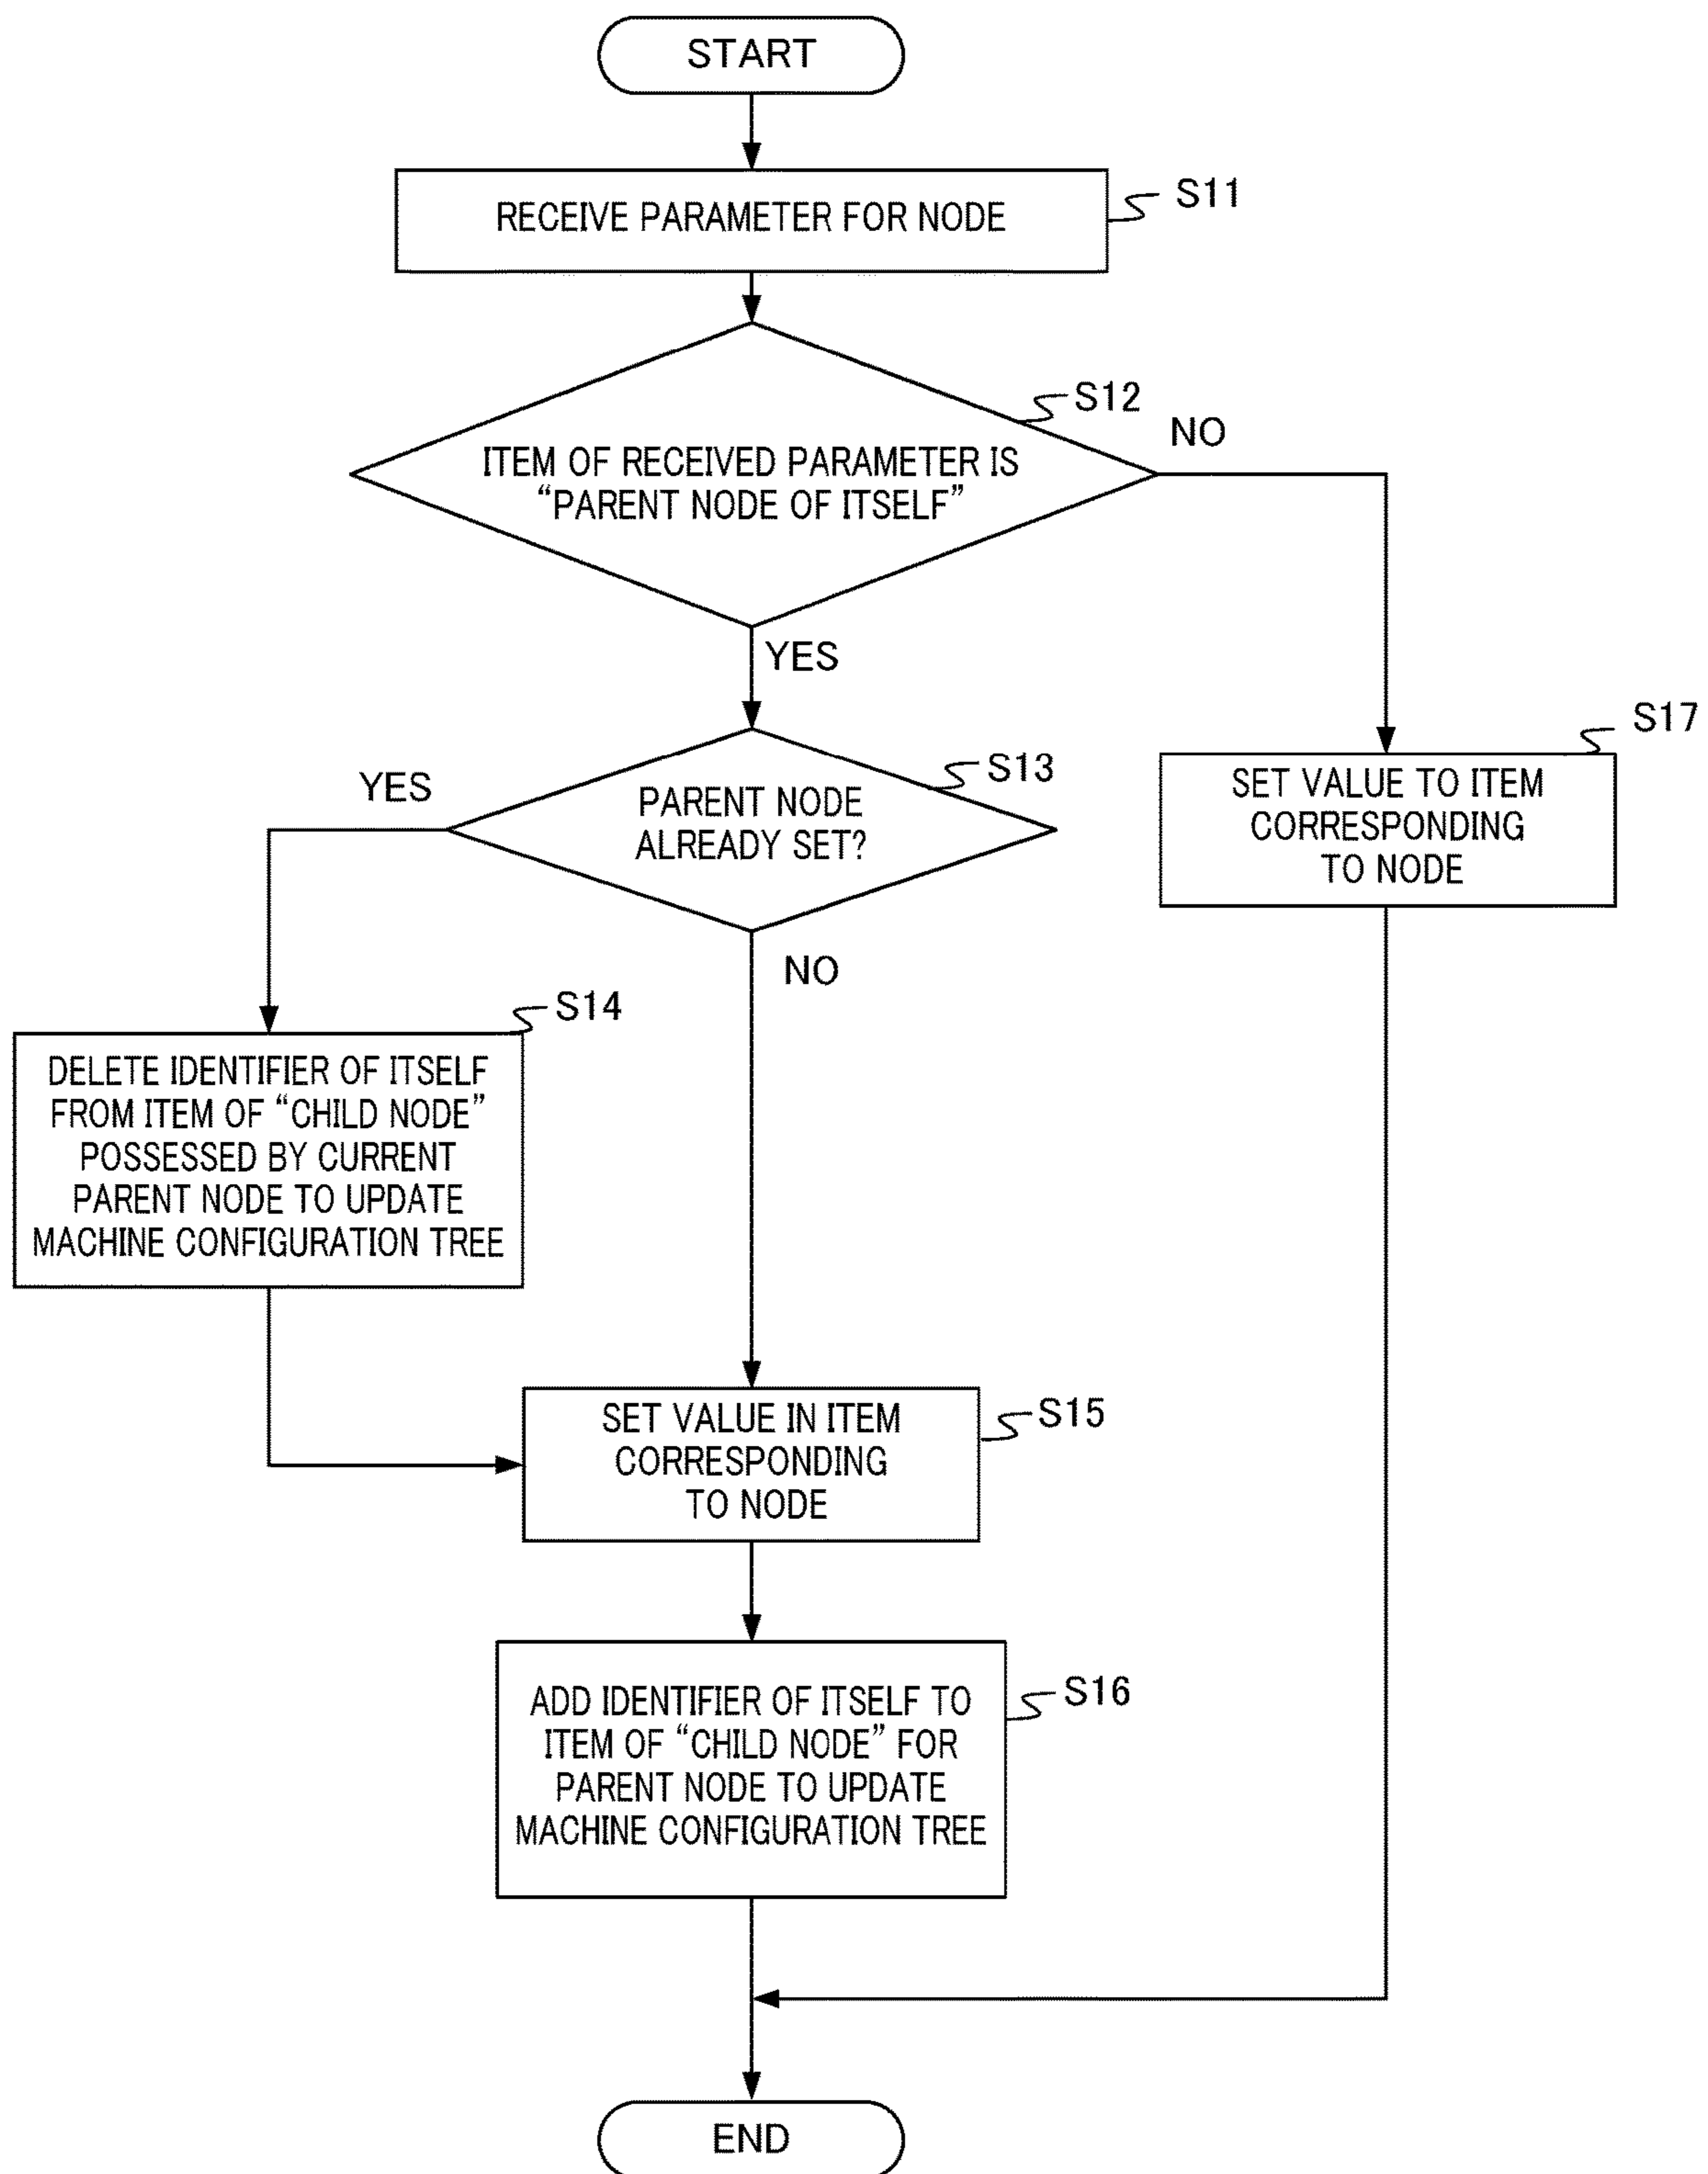 START
RECEIVE PARAMETER FOR NODE
S11
S12
NO
ITEM OF RECEIVED PARAMETER IS
“PARENT NODE OF ITSELF”
YES
S17
SET VALUE TO ITEM
CORRESPONDING
TO NODE
S13
YES
PARENT NODE
ALREADY SET?
NO
S14
DELETE IDENTIFIER OF ITSELF
FROM ITEM OF “CHILD NODE”
POSSESSED BY CURRENT
PARENT NODE TO UPDATE
MACHINE CONFIGURATION TREE
S15
SET VALUE IN ITEM
CORRESPONDING
TO NODE
S16
ADD IDENTIFIER OF ITSELF TO
ITEM OF “CHILD NODE” FOR
PARENT NODE TO UPDATE
MACHINE CONFIGURATION TREE
END